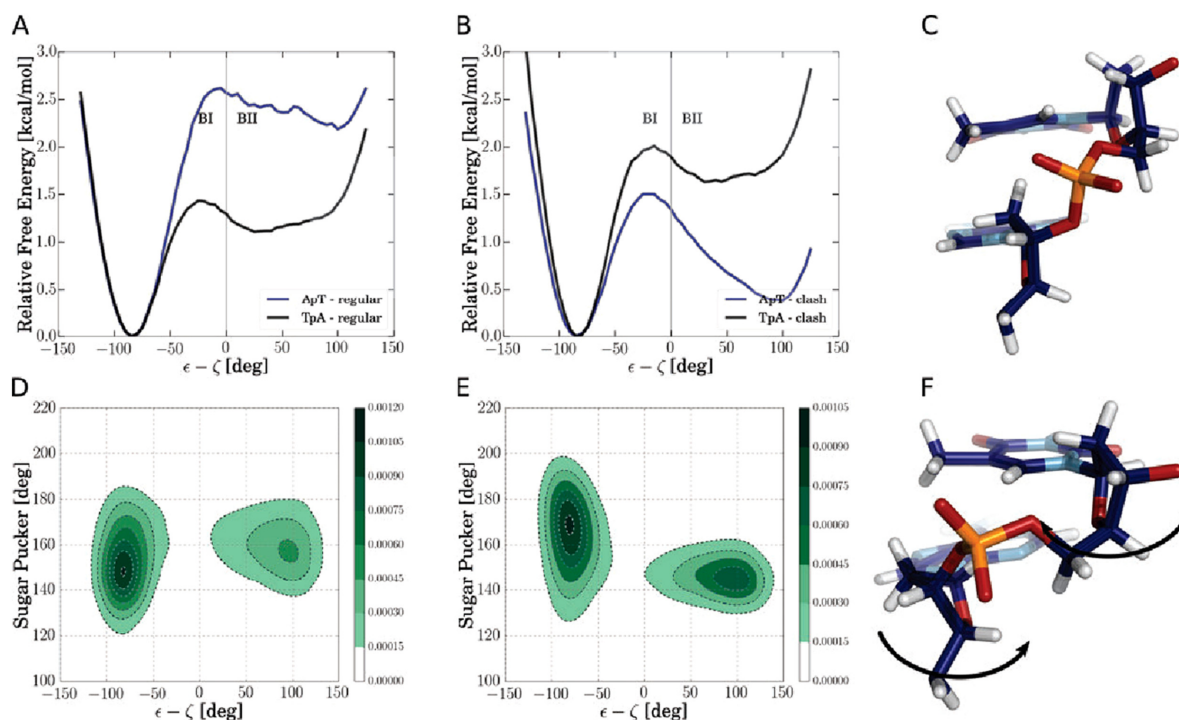 A
3.0
2.5
2.0
1.5
1.0
0.5
0.0
Relative Free Energy [kcal/mol]
BI BII
ApT - regular
TpA - regular
−150 −100 −50 0 50 100 150
ϵ − ζ [deg]
B
3.0
2.5
2.0
1.5
1.0
0.5
0.0
Relative Free Energy [kcal/mol]
BI BII
ApT - clash
TpA - clash
−150 −100 −50 0 50 100 150
ϵ − ζ [deg]
C
D
220
200
180
160
140
120
100
Sugar Pucker [deg]
−150 −100 −50 0 50 100 150
ϵ − ζ [deg]
0.00120
0.00105
0.00090
0.00075
0.00060
0.00045
0.00030
0.00015
0.00000
E
220
200
180
160
140
120
100
Sugar Pucker [deg]
−150 −100 −50 0 50 100 150
ϵ − ζ [deg]
0.00105
0.00090
0.00075
0.00060
0.00045
0.00030
0.00015
0.00000
F